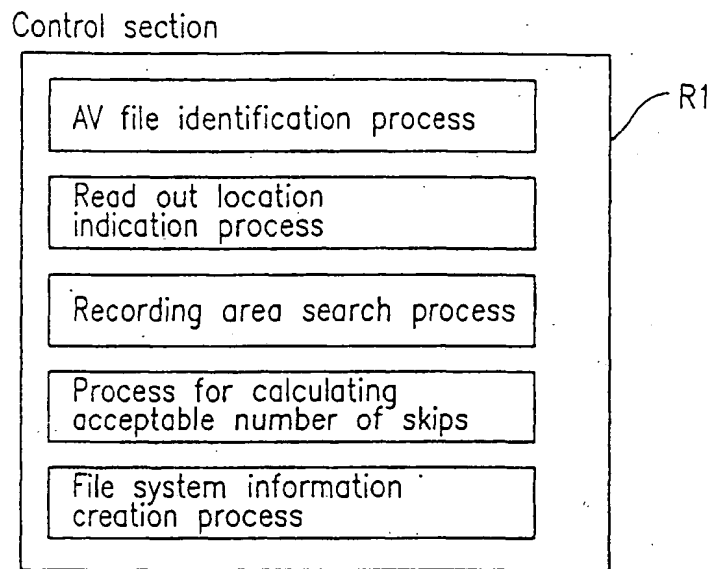 Control section
R1
AV file identification process
Read out location
indication process
Recording area search process
Process for calculating
acceptable number of skips
File system information
creation process